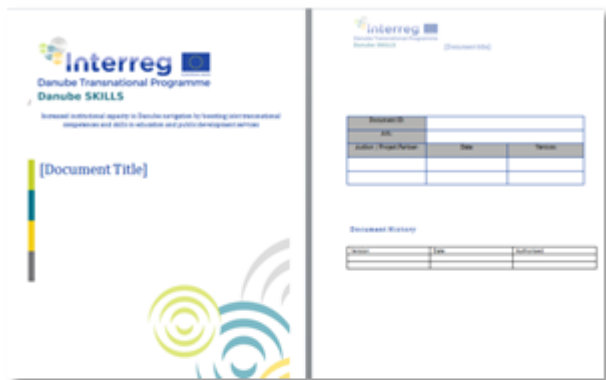 Interreg
Danube Transnational Programme
Danube SKILLS
Increased institutional capacity in Danube navigation by boosting joint transnational
competences and skills in education and public development services
[Document Title]
Interreg
Danube Transnational Programme
Danube SKILLS
[Document Title]
Document ID:
Author / Project Partner Date Version
Document History
Version Date Authorized